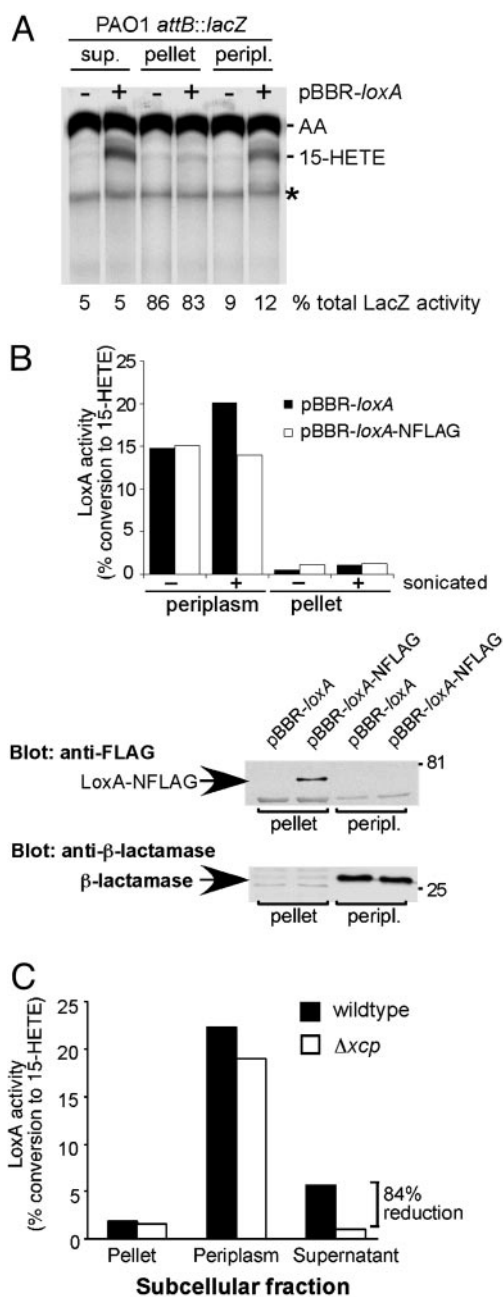 A
PAO1 attB::lacZ
sup. pellet peripl.
- + - + - + pBBR-loxA
AA
15-HETE
*
5 5 86 83 9 12 % total LacZ activity
B
LoxA activity
(% conversion to 15-HETE)
25
20
15
10
5
0
pBBR-loxA
pBBR-loxA-NFLAG
− + − + sonicated
periplasm pellet
pBBR-loxA
pBBR-loxA-NFLAG
pBBR-loxA
pBBR-loxA-NFLAG
Blot: anti-FLAG
LoxA-NFLAG
81
pellet peripl.
Blot: anti-β-lactamase
β-lactamase
25
pellet peripl.
C
LoxA activity
(% conversion to 15-HETE)
25
20
15
10
5
0
wildtype
Δxcp
84%
reduction
Pellet Periplasm Supernatant
Subcellular fraction